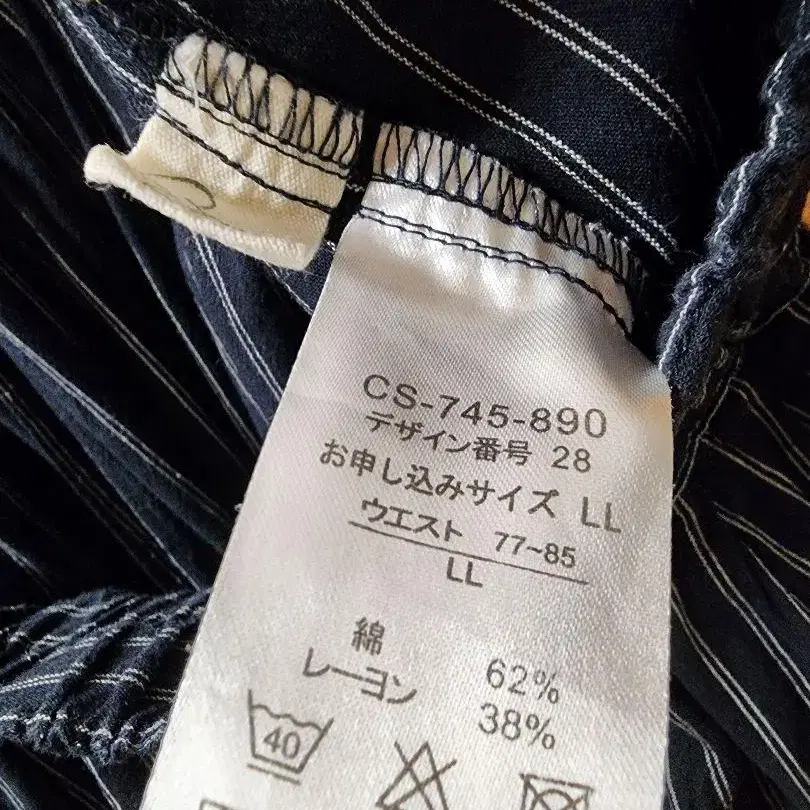 CS-745-890
デザイン番号 28
お申し込みサイズ LL
ウエスト 77~85
LL
綿 62%
レーヨン 38%
40